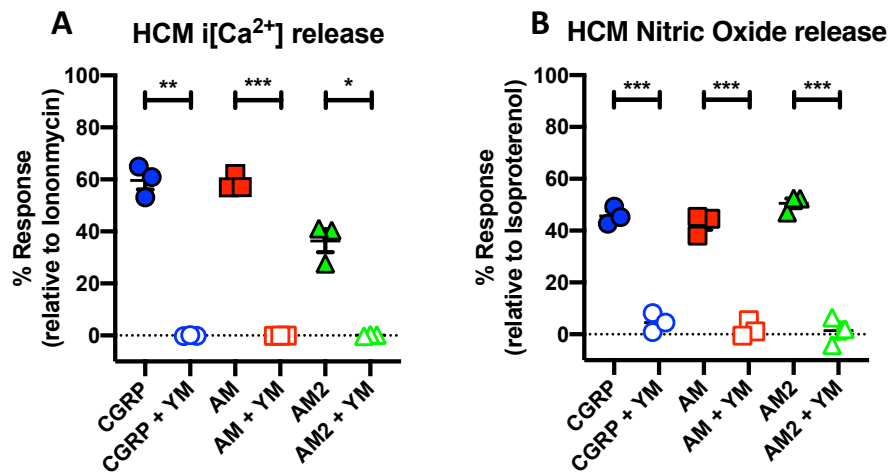 A
HCM i[Ca²⁺] release
% Response
(relative to Iononmycin)
100
80
60
40
20
0
**
***
*
CGRP
CGRP + YM
AM
AM + YM
AM2
AM2 + YM
B
HCM Nitric Oxide release
% Response
(relative to Isoproterenol)
100
80
60
40
20
0
***
***
***
CGRP
CGRP + YM
AM
AM + YM
AM2
AM2 + YM